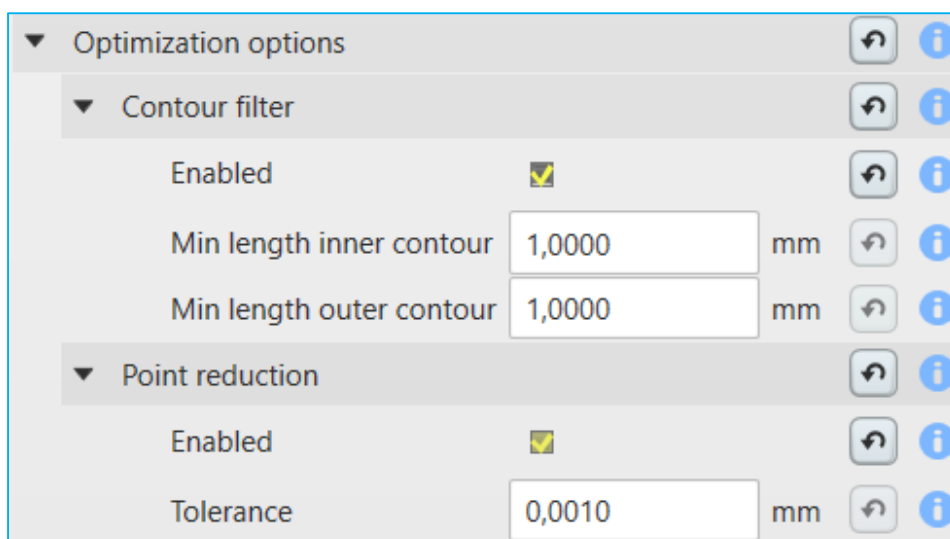 Optimization options
Contour filter
Enabled
Min length inner contour 1,0000 mm
Min length outer contour 1,0000 mm
Point reduction
Enabled
Tolerance 0,0010 mm